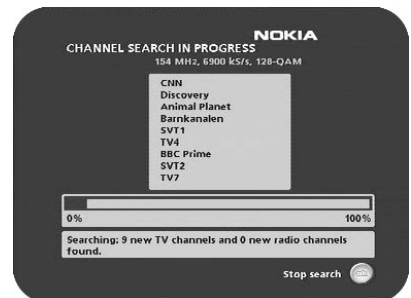 NOKIA
CHANNEL SEARCH IN PROGRESS
154 MHz, 6900 kS/s, 128-QAM
CNN
Discovery
Animal Planet
Barnkanalen
SVT1
TV4
BBC Prime
SVT2
TV7
0% 100%
Searching: 9 new TV channels and 0 new radio channels
found.
Stop search